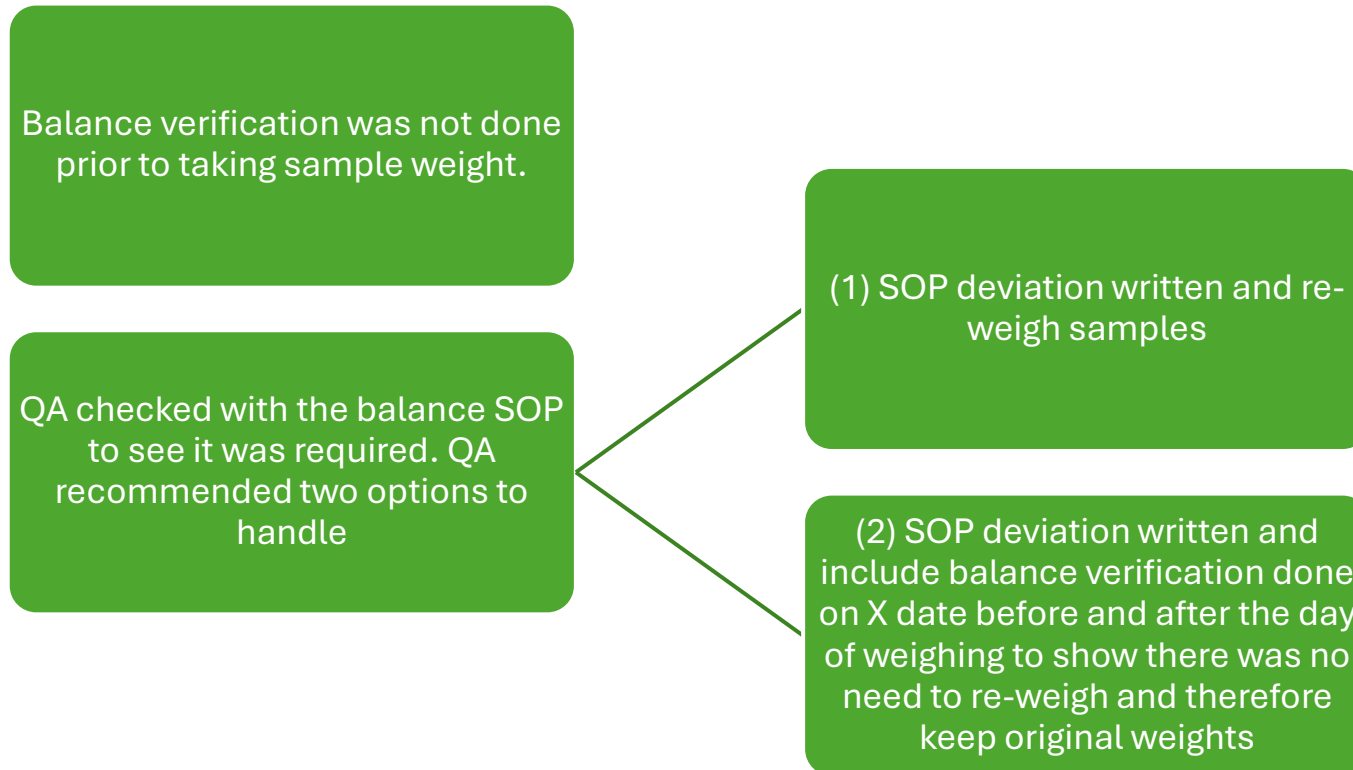 Balance verification was not done
prior to taking sample weight.
QA checked with the balance SOP
to see it was required. QA
recommended two options to
handle
(1) SOP deviation written and re-
weigh samples
(2) SOP deviation written and
include balance verification done
on X date before and after the day
of weighing to show there was no
need to re-weigh and therefore
keep original weights